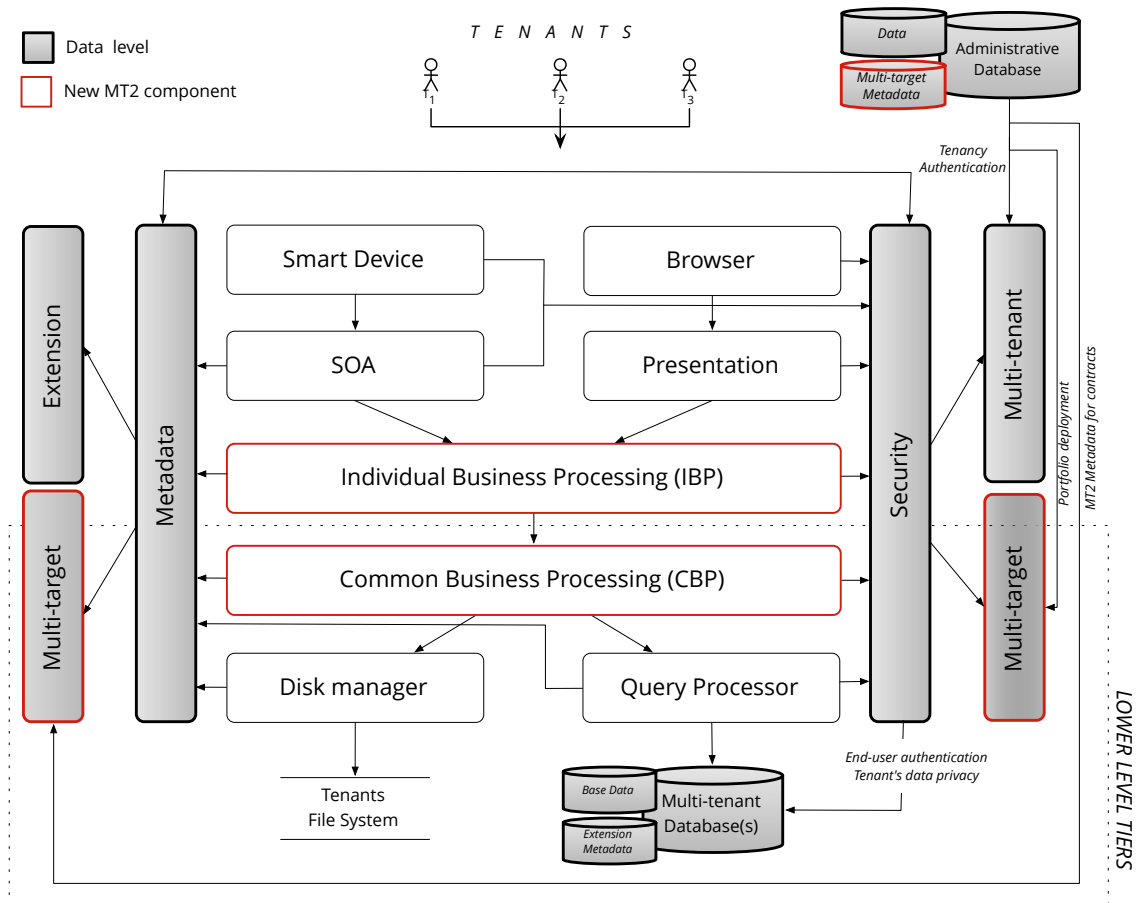 T E N A N T S
Data level
New MT2 component
T1
T2
T3
Data
Multi-target
Metadata
Administrative
Database
Tenancy
Authentication
Smart Device
Browser
SOA
Presentation
Extension
Metadata
Security
Multi-tenant
Portfolio deployment
MT2 Metadata for contracts
Individual Business Processing (IBP)
Common Business Processing (CBP)
Multi-target
Multi-target
Disk manager
Query Processor
LOWER LEVEL TIERS
End-user authentication
Tenant's data privacy
Tenants
File System
Base Data
Extension
Metadata
Multi-tenant
Database(s)